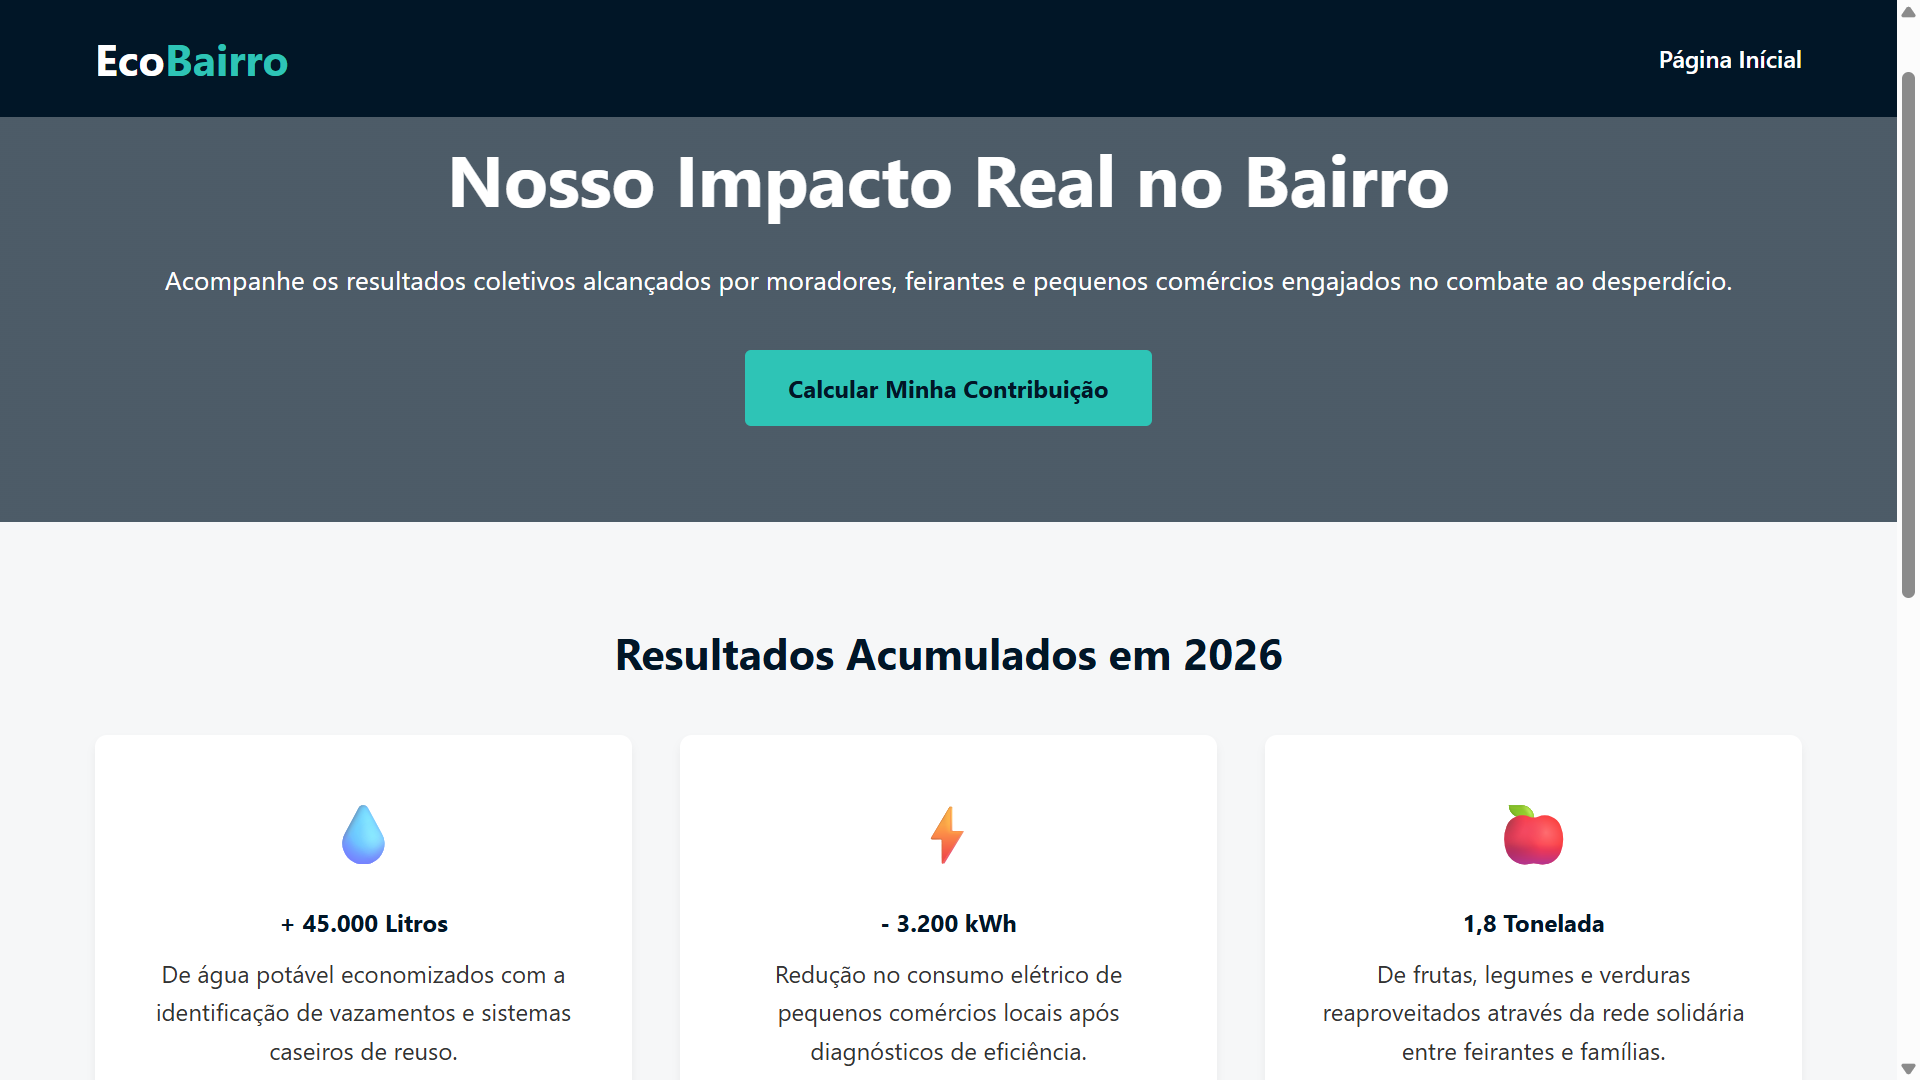 EcoBairro
Página Inícial
Nosso Impacto Real no Bairro
Acompanhe os resultados coletivos alcançados por moradores, feirantes e pequenos comércios engajados no combate ao desperdício.
Calcular Minha Contribuição
Resultados Acumulados em 2026
+ 45.000 Litros
De água potável economizados com a
identificação de vazamentos e sistemas
caseiros de reuso.
- 3.200 kWh
Redução no consumo elétrico de
pequenos comércios locais após
diagnósticos de eficiência.
1,8 Tonelada
De frutas, legumes e verduras
reaproveitados através da rede solidária
entre feirantes e famílias.